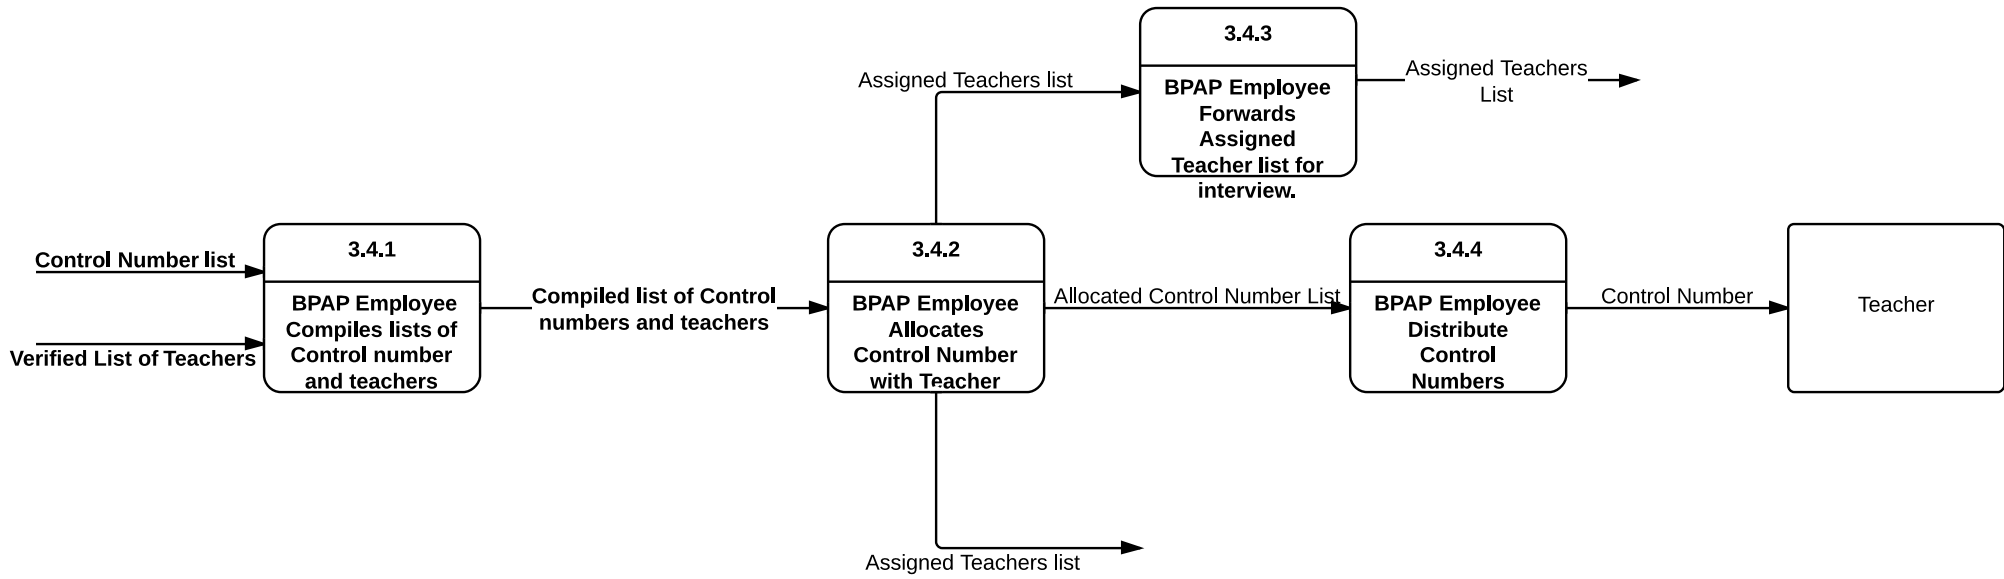 3.4.3
BPAP Employee
Forwards
Assigned
Teacher list for
interview.
Assigned Teachers list
Assigned Teachers
List
Control Number list
Verified List of Teachers
3.4.1
BPAP Employee
Compiles lists of
Control number
and teachers
Compiled list of Control
numbers and teachers
3.4.2
BPAP Employee
Allocates
Control Number
with Teacher
Allocated Control Number List
3.4.4
BPAP Employee
Distribute
Control
Numbers
Control Number
Teacher
Assigned Teachers list